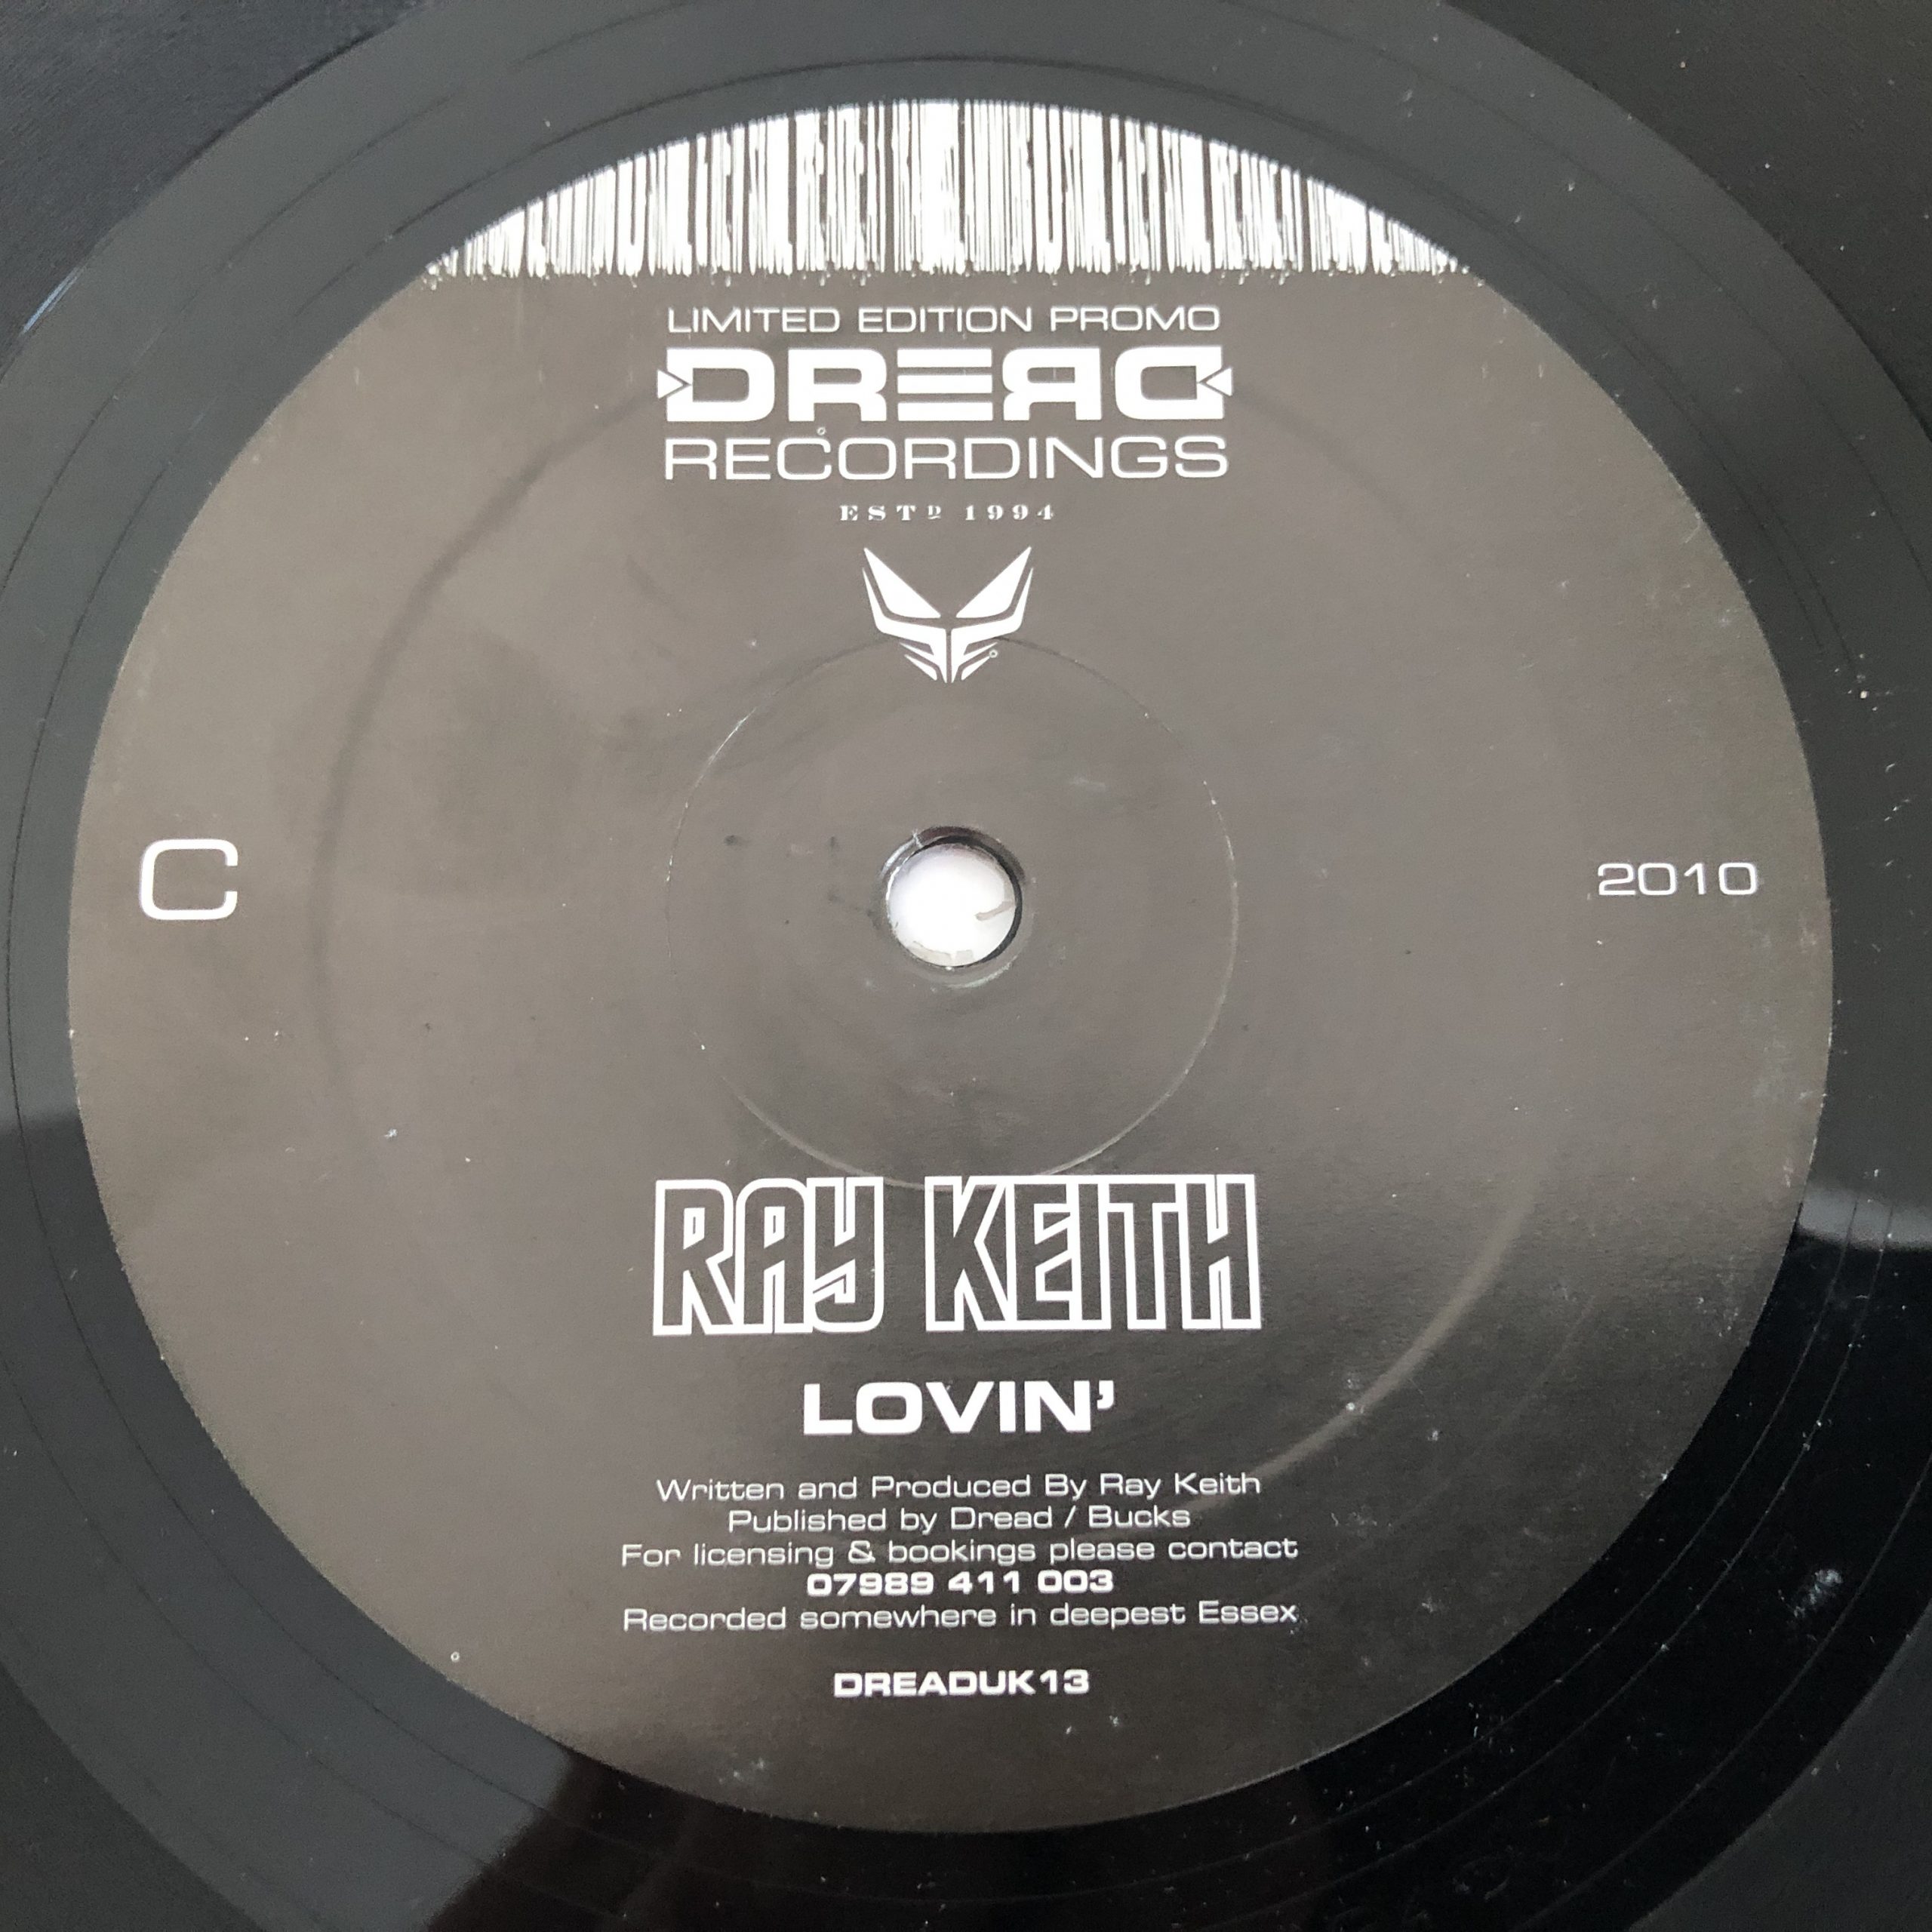 LIMITED EDITION PROMO
DREAD
RECORDINGS
ESTD 1994
C
2010
RAY KEITH
LOVIN'
Written and Produced By Ray Keith
Published by Dread / Bucks
For licensing & bookings please contact
07989 411 003
Recorded somewhere in deepest Essex
DREADUK13